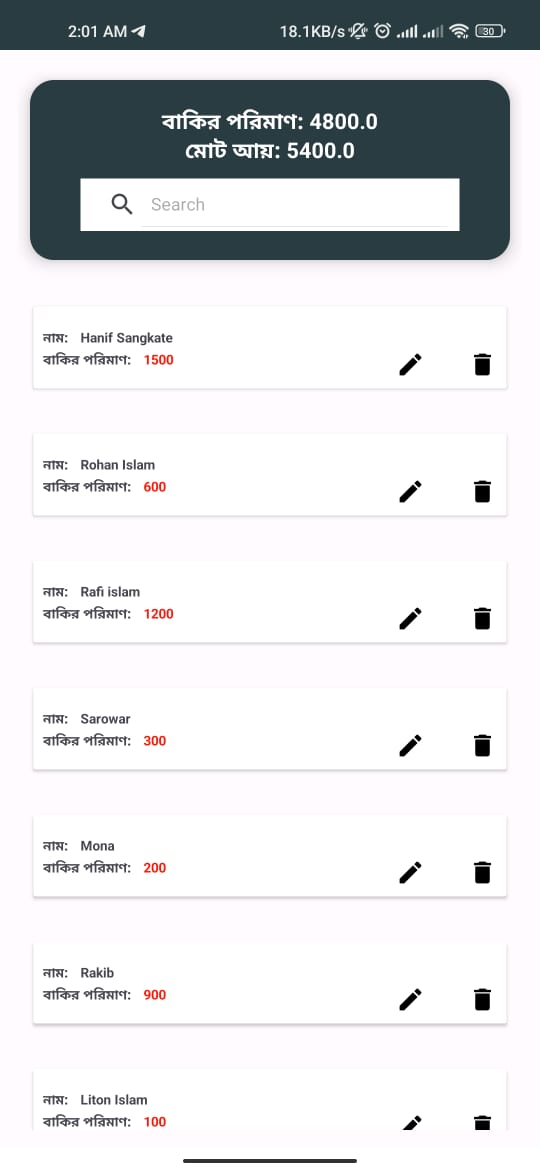 2:01 AM
18.1KB/s
30
বাকির পরিমাণ: 4800.0
মোট আয়: 5400.0
Search
নাম: Hanif Sangkate
বাকির পরিমাণ: 1500
নাম: Rohan Islam
বাকির পরিমাণ: 600
নাম: Rafi islam
বাকির পরিমাণ: 1200
নাম: Sarowar
বাকির পরিমাণ: 300
নাম: Mona
বাকির পরিমাণ: 200
নাম: Rakib
বাকির পরিমাণ: 900
নাম: Liton Islam
বাকির পরিমাণ: 100